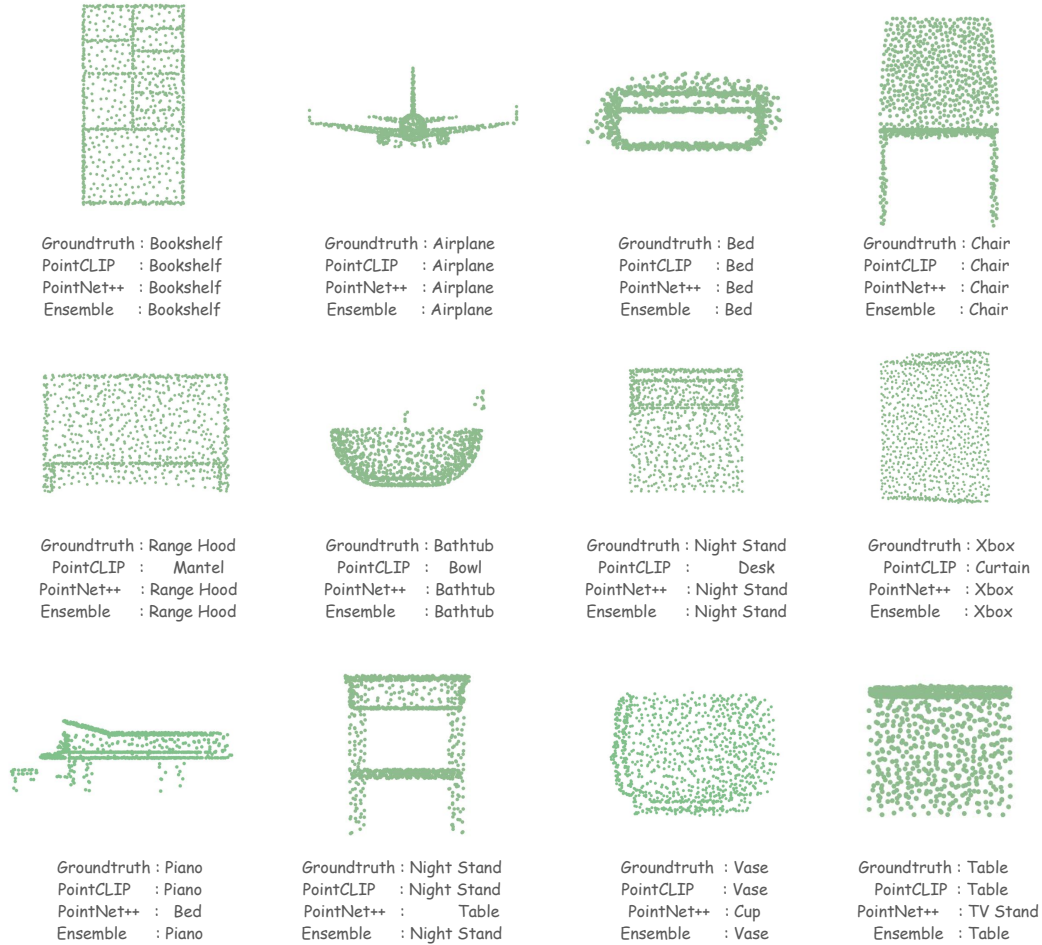 Groundtruth : Bookshelf
PointCLIP : Bookshelf
PointNet++ : Bookshelf
Ensemble : Bookshelf
Groundtruth : Airplane
PointCLIP : Airplane
PointNet++ : Airplane
Ensemble : Airplane
Groundtruth : Bed
PointCLIP : Bed
PointNet++ : Bed
Ensemble : Bed
Groundtruth : Chair
PointCLIP : Chair
PointNet++ : Chair
Ensemble : Chair
Groundtruth : Range Hood
PointCLIP : Mantel
PointNet++ : Range Hood
Ensemble : Range Hood
Groundtruth : Bathtub
PointCLIP : Bowl
PointNet++ : Bathtub
Ensemble : Bathtub
Groundtruth : Night Stand
PointCLIP : Desk
PointNet++ : Night Stand
Ensemble : Night Stand
Groundtruth : Xbox
PointCLIP : Curtain
PointNet++ : Xbox
Ensemble : Xbox
Groundtruth : Piano
PointCLIP : Piano
PointNet++ : Bed
Ensemble : Piano
Groundtruth : Night Stand
PointCLIP : Night Stand
PointNet++ : Table
Ensemble : Night Stand
Groundtruth : Vase
PointCLIP : Vase
PointNet++ : Cup
Ensemble : Vase
Groundtruth : Table
PointCLIP : Table
PointNet++ : TV Stand
Ensemble : Table